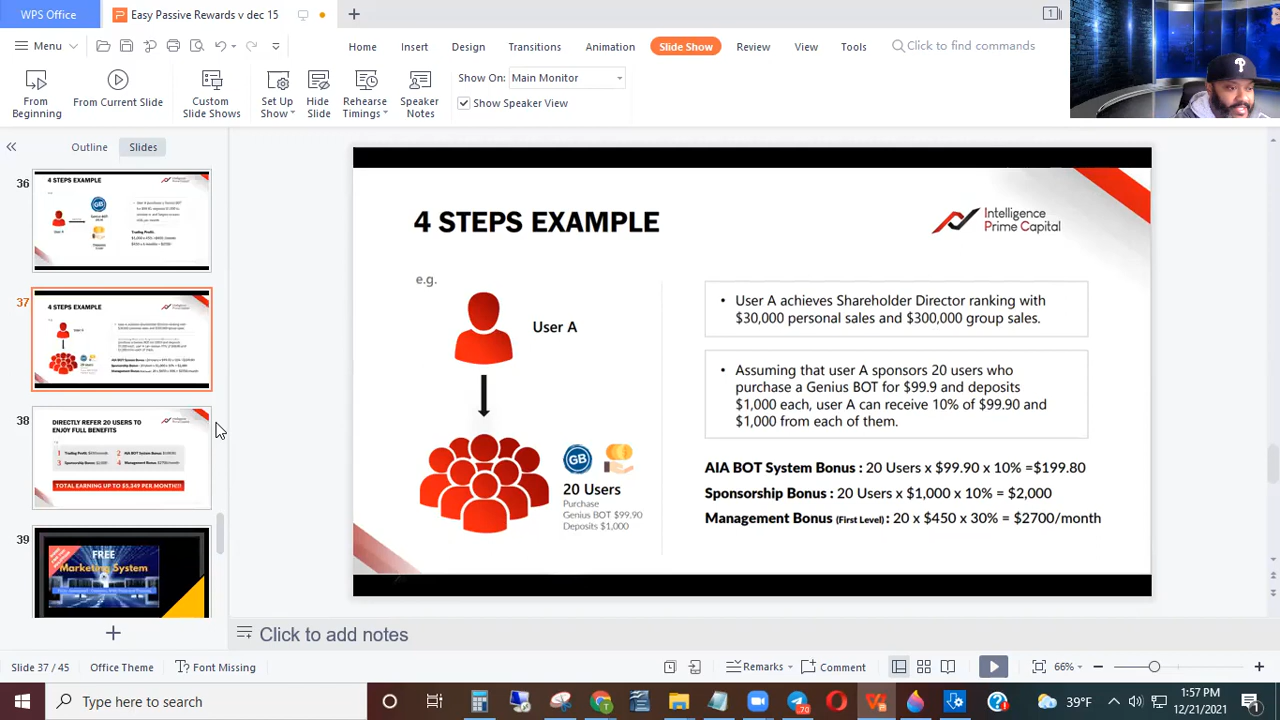 WPS Office
Easy Passive Rewards v dec 15
Menu
Home
Insert
Design
Transitions
Animation
Slide Show
Review
View
Tools
Click to find commands
From
Beginning
From Current Slide
Custom
Slide Shows
Set Up
Show
Hide
Slide
Rehearse
Timings
Speaker
Notes
Show On:
Main Monitor
Show Speaker View
Outline
Slides
36
4 STEPS EXAMPLE
37
4 STEPS EXAMPLE
38
DIRECTLY REFER 20 USERS TO
ENJOY FULL BENEFITS
TOTAL EARNING UP TO $5,349 PER MONTH!!!
39
FREE
Marketing System
4 STEPS EXAMPLE
Intelligence
Prime Capital
e.g.
User A
GB
20 Users
Purchase
Genius BOT $99.90
Deposits $1,000
• User A achieves Shareholder Director ranking with
$30,000 personal sales and $300,000 group sales.
• Assuming that user A sponsors 20 users who
purchase a Genius BOT for $99.9 and deposits
$1,000 each, user A can receive 10% of $99.90 and
$1,000 from each of them.
AIA BOT System Bonus : 20 Users x $99.90 x 10% =$199.80
Sponsorship Bonus : 20 Users x $1,000 x 10% = $2,000
Management Bonus (First Level) : 20 x $450 x 30% = $2700/month
Click to add notes
Slide 37 / 45
Office Theme
Font Missing
Remarks
Comment
66%
Type here to search
70
39°F
1:57 PM
12/21/2021